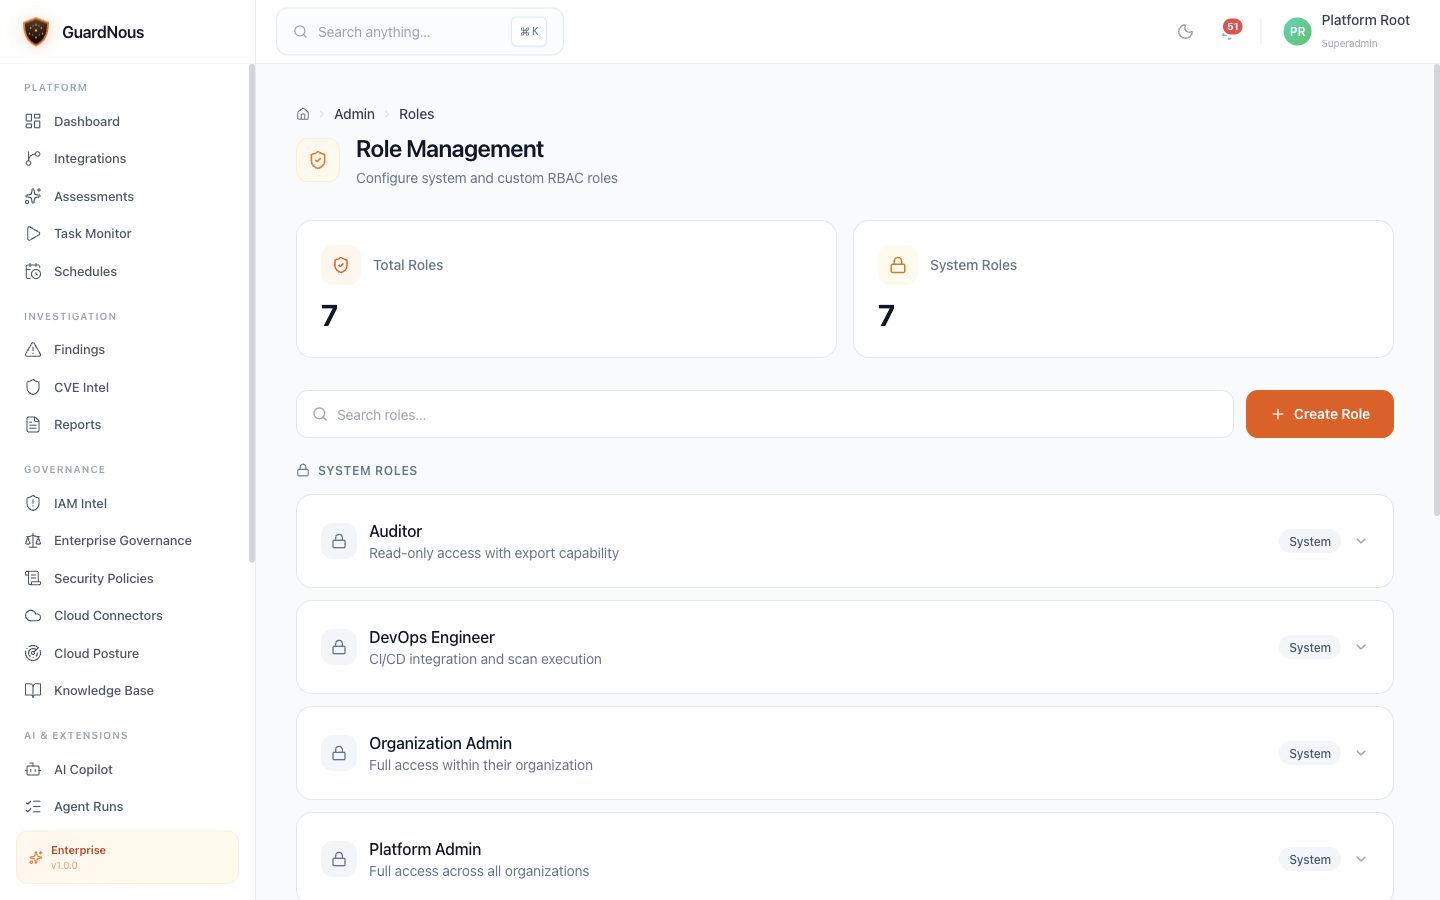 GuardNous
Search anything...
⌘ K
51
PR
Platform Root
Superadmin
PLATFORM
Dashboard
Integrations
Assessments
Task Monitor
Schedules
INVESTIGATION
Findings
CVE Intel
Reports
GOVERNANCE
IAM Intel
Enterprise Governance
Security Policies
Cloud Connectors
Cloud Posture
Knowledge Base
AI & EXTENSIONS
AI Copilot
Agent Runs
Enterprise
v1.0.0
Admin
Roles
Role Management
Configure system and custom RBAC roles
Total Roles
7
System Roles
7
Search roles...
Create Role
SYSTEM ROLES
Auditor
Read-only access with export capability
System
DevOps Engineer
CI/CD integration and scan execution
System
Organization Admin
Full access within their organization
System
Platform Admin
Full access across all organizations
System